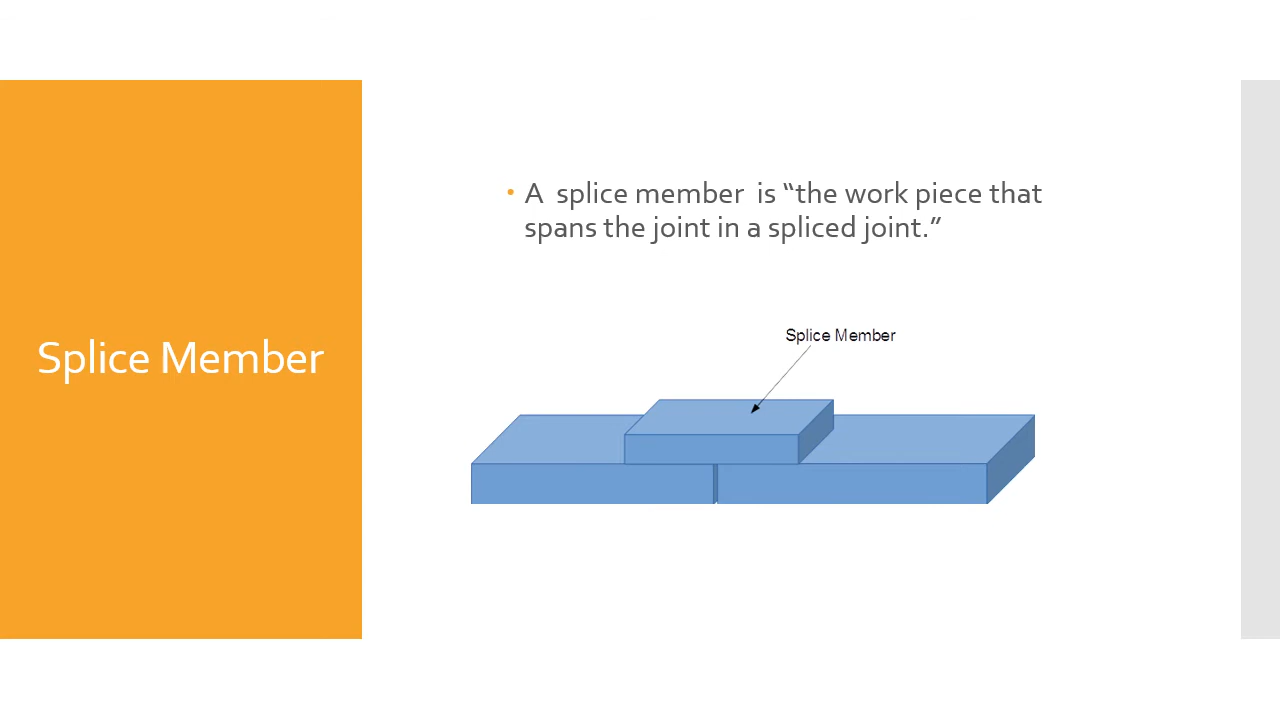 Splice Member
• A  splice member  is “the work piece that
spans the joint in a spliced joint.”
Splice Member